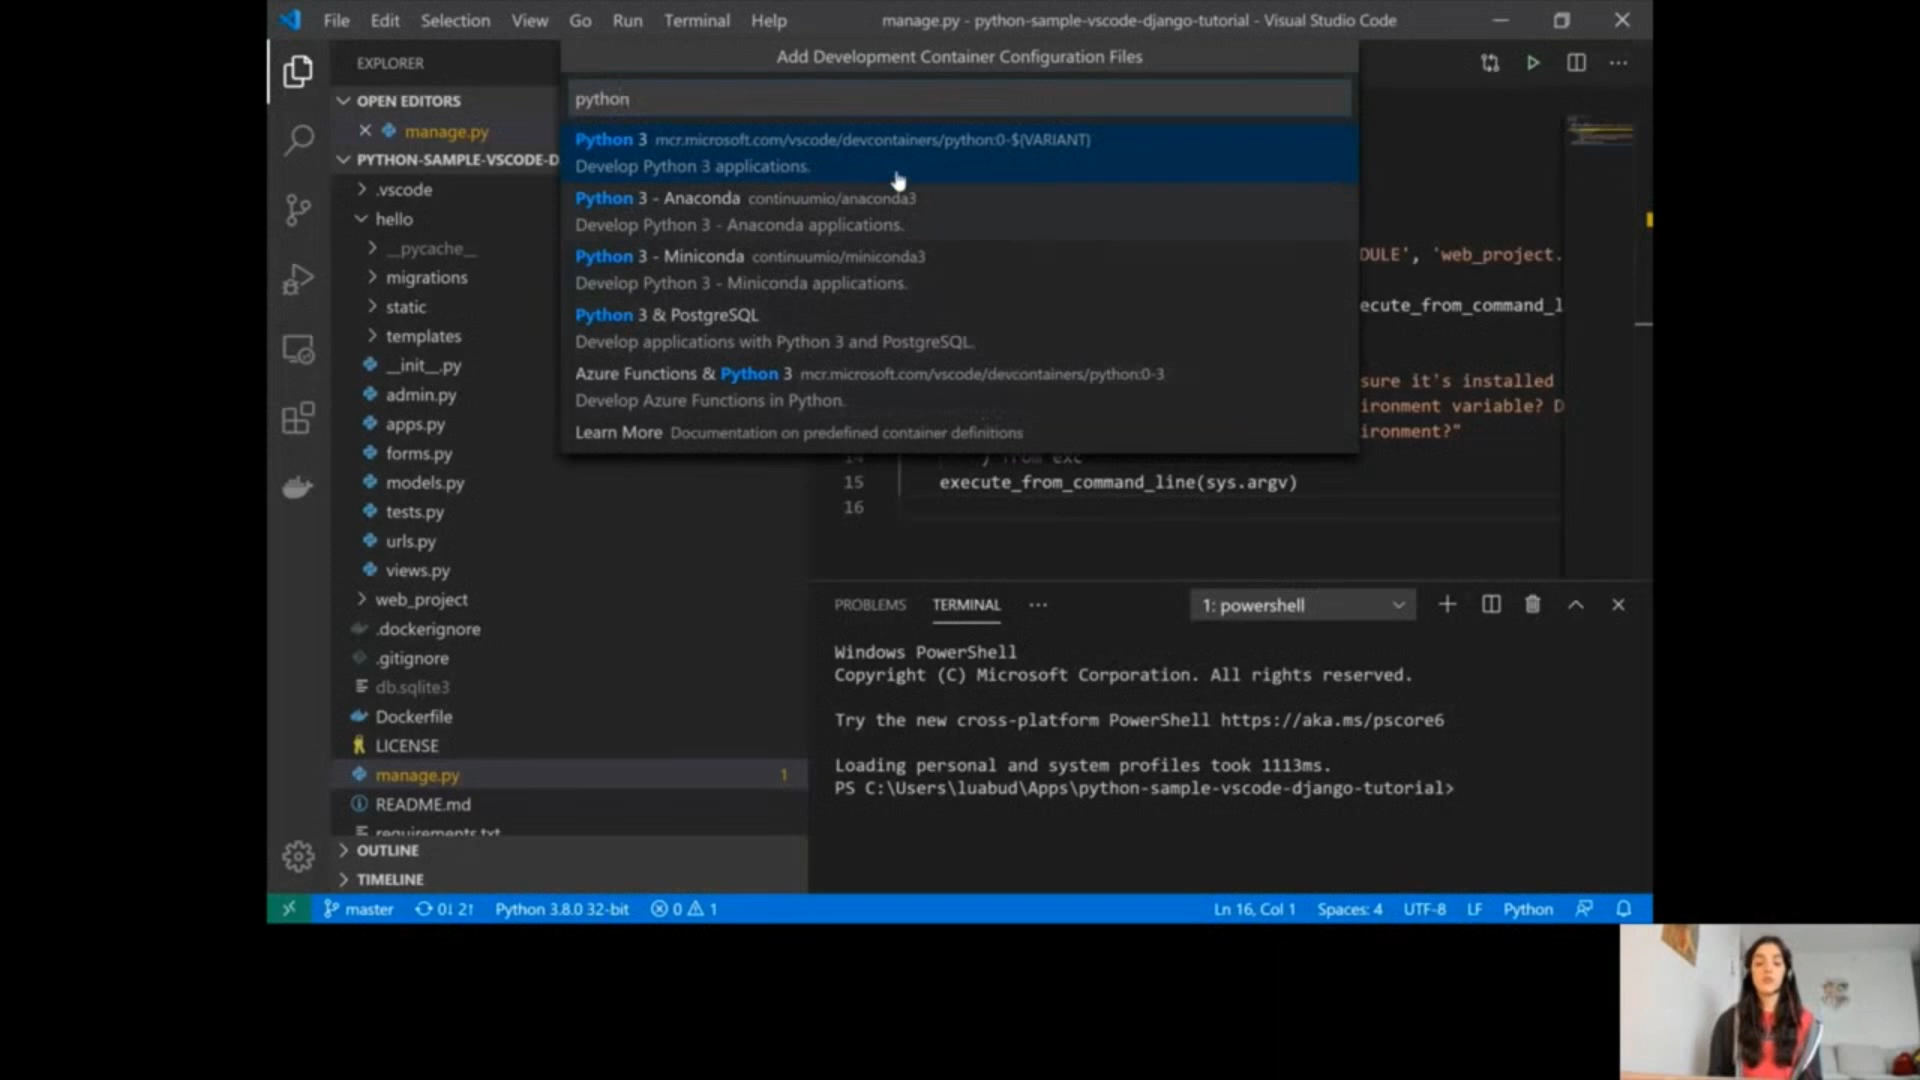 File Edit Selection View Go Run Terminal Help manage.py - python-sample-vscode-django-tutorial - Visual Studio Code
Add Development Container Configuration Files
python
Python 3 mcr.microsoft.com/vscode/devcontainers/python:0-${VARIANT}
Develop Python 3 applications.
Python 3 - Anaconda continuumio/anaconda3
Develop Python 3 - Anaconda applications.
Python 3 - Miniconda continuumio/miniconda3
Develop Python 3 - Miniconda applications.
Python 3 & PostgreSQL
Develop applications with Python 3 and PostgreSQL.
Azure Functions & Python 3 mcr.microsoft.com/vscode/devcontainers/python:0-3
Develop Azure Functions in Python.
Learn More Documentation on predefined container definitions
EXPLORER
OPEN EDITORS
manage.py
PYTHON-SAMPLE-VSCODE-D
.vscode
hello
__pycache__
migrations
static
templates
__init__.py
admin.py
apps.py
forms.py
models.py
tests.py
urls.py
views.py
web_project
.dockerignore
.gitignore
db.sqlite3
Dockerfile
LICENSE
manage.py 1
README.md
requirements.txt
OUTLINE
TIMELINE
DULE', 'web_project.
ecute_from_command_l
sure it's installed
ironment variable? D
ironment?"
14 ) from exc
15 execute_from_command_line(sys.argv)
16
PROBLEMS TERMINAL 1: powershell
Windows PowerShell
Copyright (C) Microsoft Corporation. All rights reserved.
Try the new cross-platform PowerShell https://aka.ms/pscore6
Loading personal and system profiles took 1113ms.
PS C:\Users\luabud\Apps\python-sample-vscode-django-tutorial>
master 0↓ 2↑ Python 3.8.0 32-bit 0 1 Ln 16, Col 1 Spaces: 4 UTF-8 LF Python